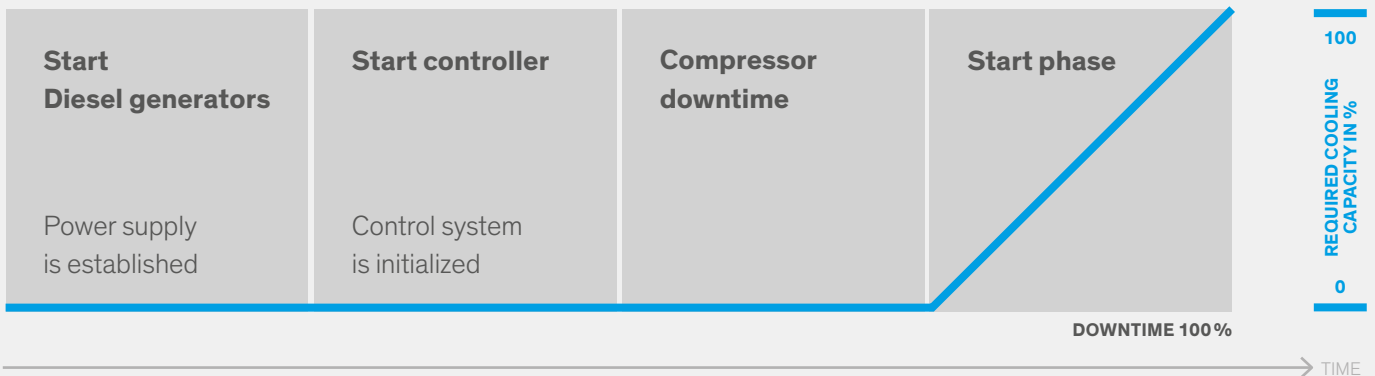 Start
Diesel generators
Power supply
is established
Start controller
Control system
is initialized
Compressor
downtime
Start phase
100
REQUIRED COOLING
CAPACITY IN %
0
DOWNTIME 100 %
TIME